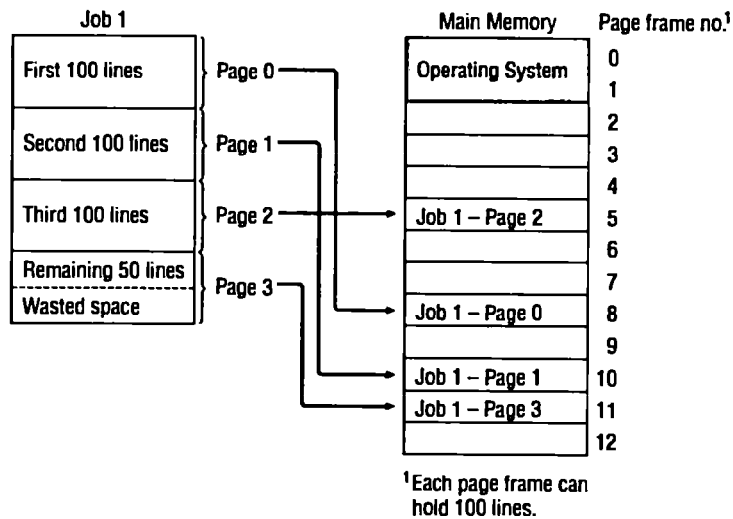 Job 1
First 100 lines
Page 0
Second 100 lines
Page 1
Third 100 lines
Page 2
Remaining 50 lines
Wasted space
Page 3
Main Memory
Page frame no.¹
Operating System
0
1
2
3
4
Job 1 – Page 2
5
6
7
Job 1 – Page 0
8
9
Job 1 – Page 1
10
Job 1 – Page 3
11
12
¹Each page frame can
hold 100 lines.